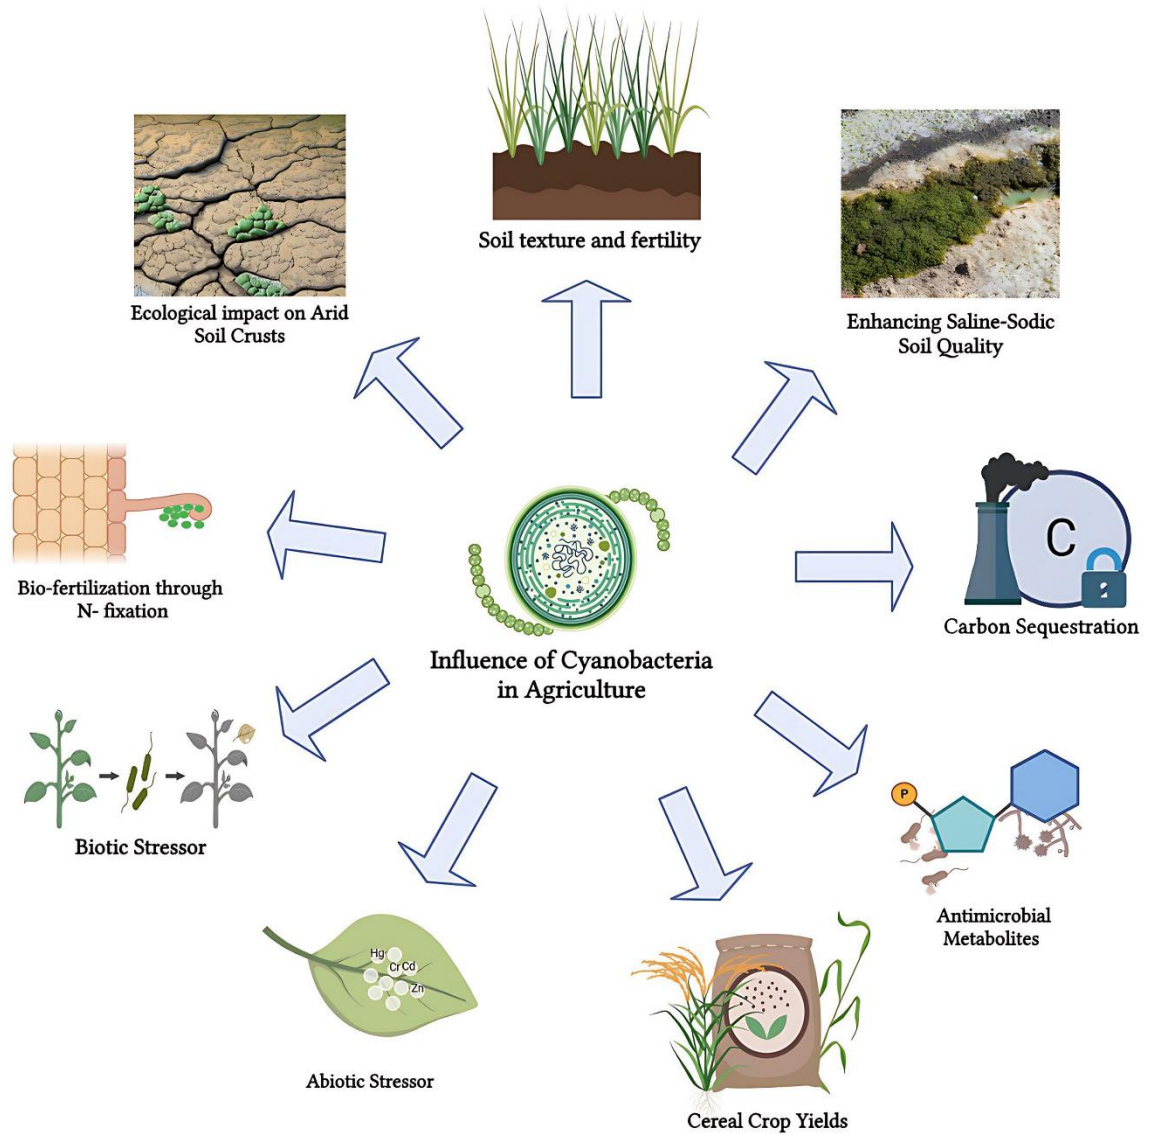 Soil texture and fertility
Ecological impact on Arid
Soil Crusts
Enhancing Saline-Sodic
Soil Quality
Bio-fertilization through
N- fixation
C
Carbon Sequestration
Influence of Cyanobacteria
in Agriculture
Biotic Stressor
P
Antimicrobial
Metabolites
Hg
Cr Cd
Zn
Abiotic Stressor
Cereal Crop Yields